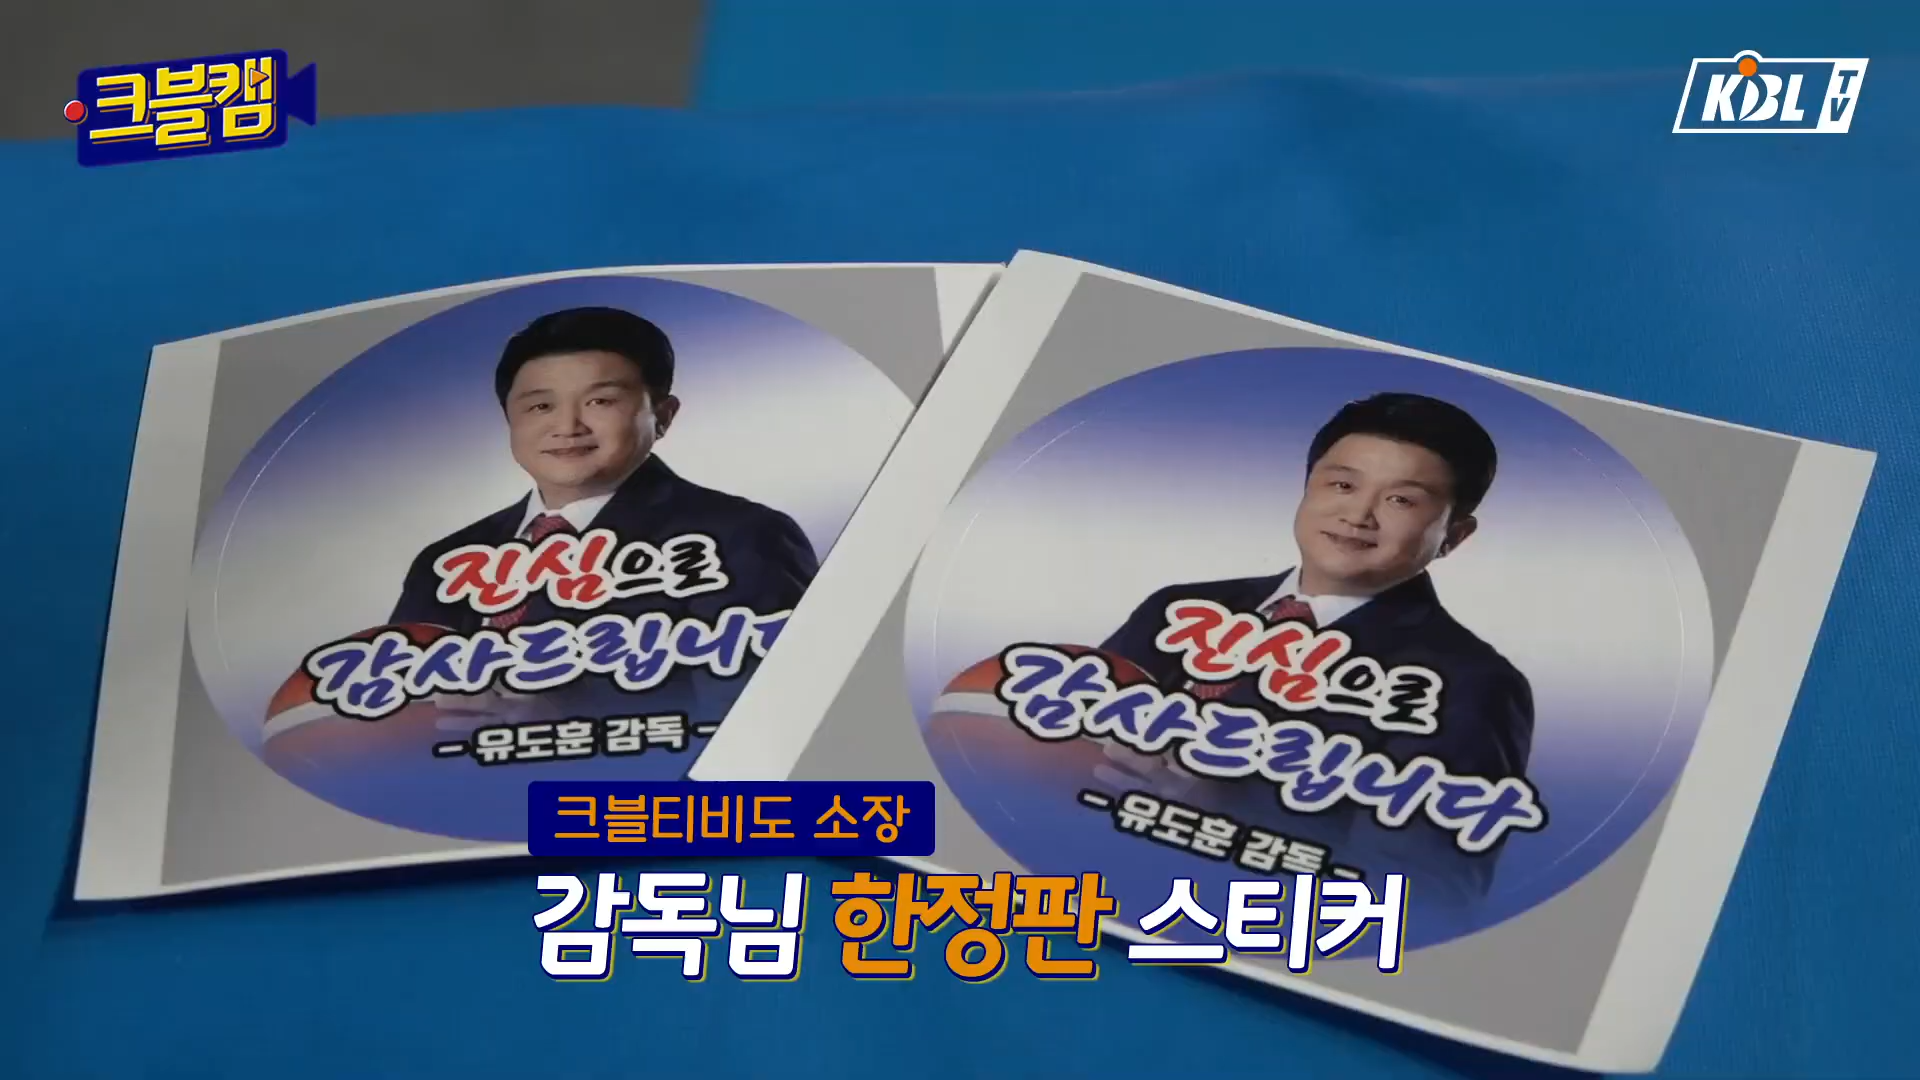 크블캠
KBL TV
진심으로
감사드립니다
- 유도훈 감독 -
진심으로
감사드립니다
- 유도훈 감독 -
크블티비도 소장
감독님 한정판 스티커